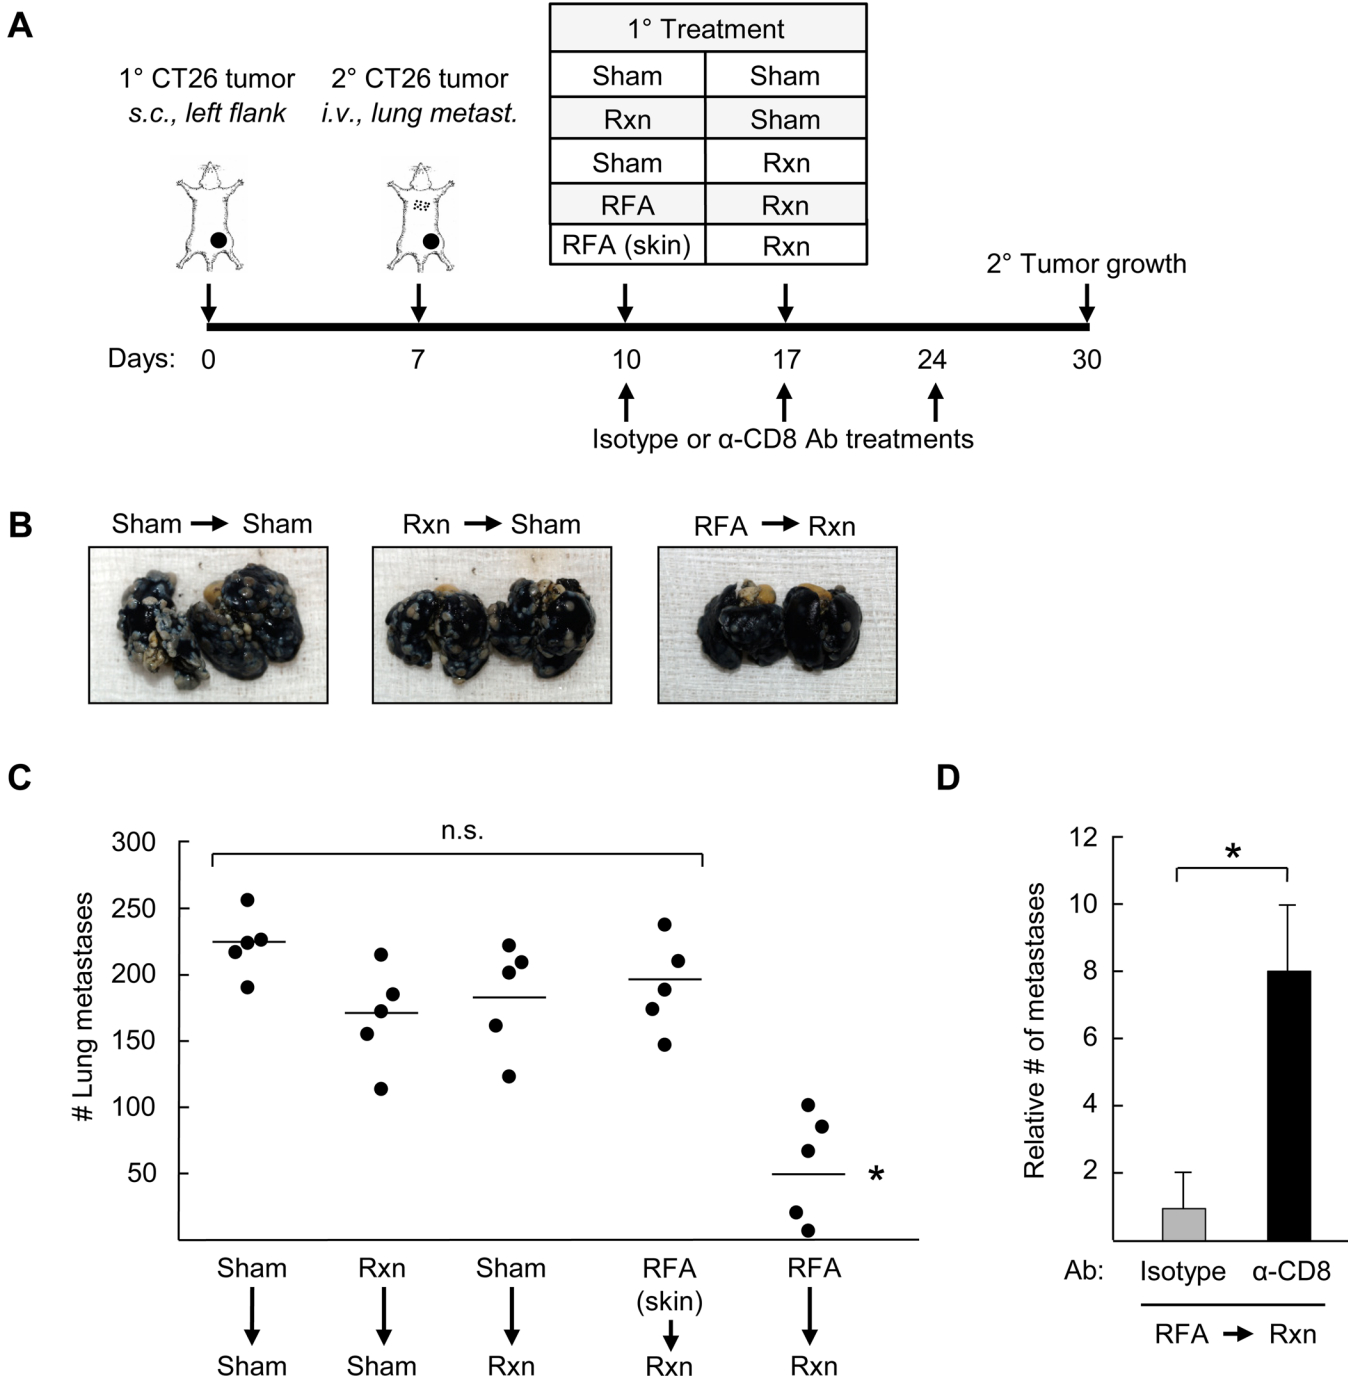 A
1° Treatment
1° CT26 tumor
s.c., left flank
2° CT26 tumor
i.v., lung metast.
Sham Sham
Rxn Sham
Sham Rxn
RFA Rxn
RFA (skin) Rxn
2° Tumor growth
Days: 0 7 10 17 24 30
Isotype or α-CD8 Ab treatments
B
Sham → Sham
Rxn → Sham
RFA → Rxn
C
n.s.
300
250
200
150
100
50
# Lung metastases
*
Sham Rxn Sham RFA RFA
(skin)
Sham Sham Rxn Rxn Rxn
D
*
12
10
8
6
4
2
Relative # of metastases
Ab: Isotype α-CD8
RFA → Rxn